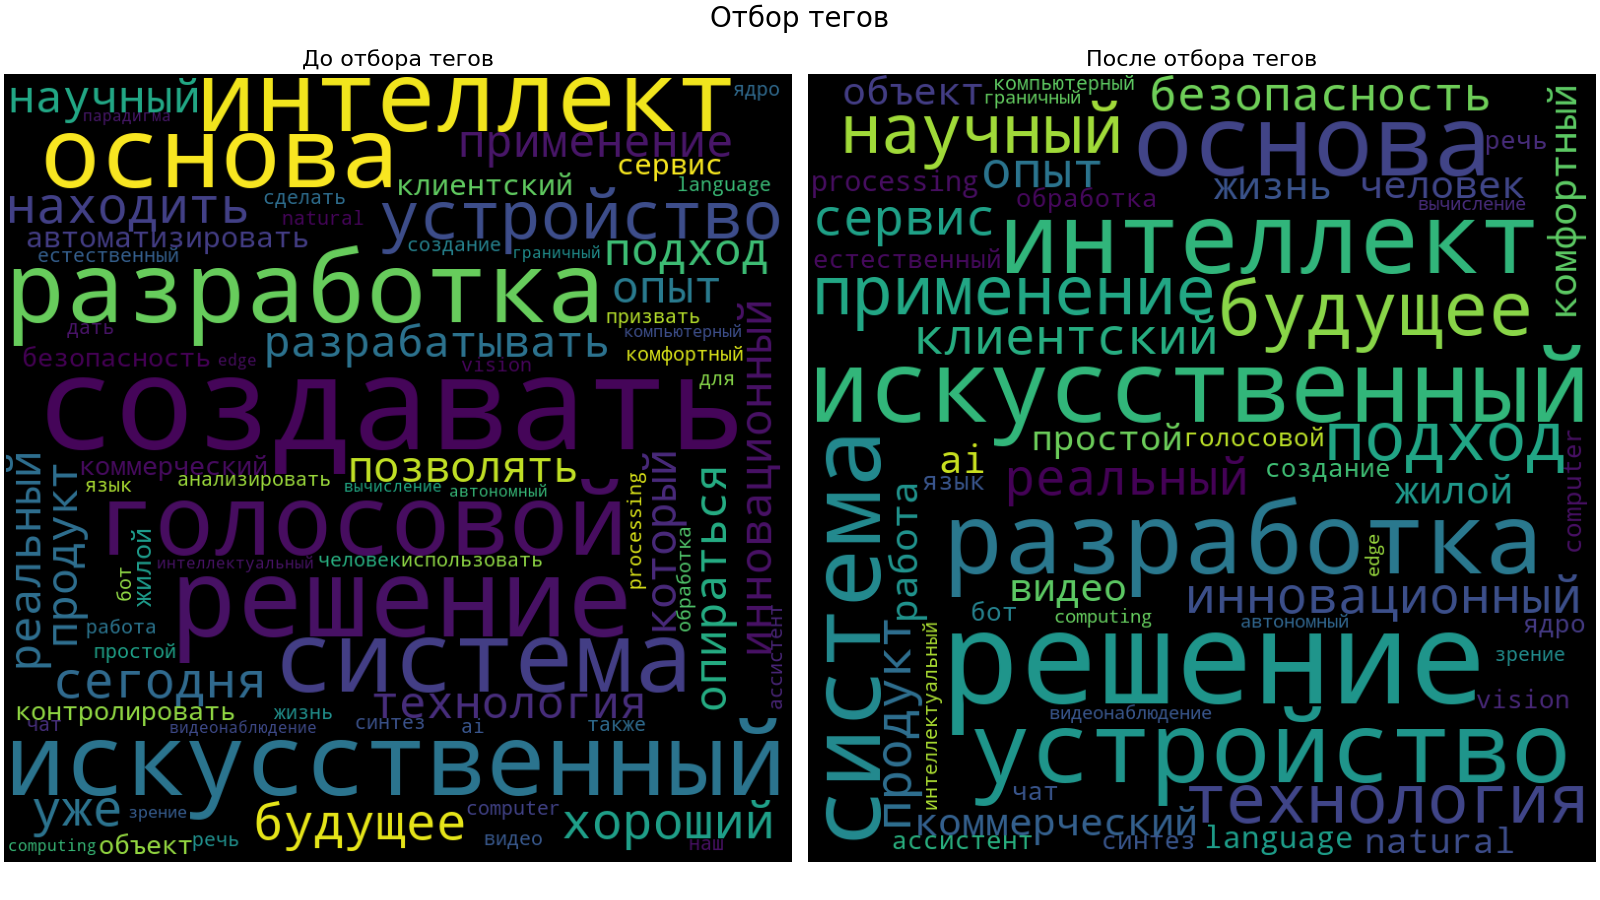 Отбор тегов
До отбора тегов
научный
интеллект
ядро
парадигма
основа
применение
сервис
клиентский
language
находить
сделать
natural
устройство
автоматизировать
создание
граничный
подход
естественный
разработка
опыт
призвать
дать
разрабатывать
компьютерный
безопасность
edge
vision
комфортный
для
создавать
инновационный
реальный
продукт
коммерческий
язык
анализировать
позволять
вычисление
автономный
processing
который
опираться
голосовой
жилой
бот
интеллектуальный
человек
использовать
обработка
решение
работа
простой
система
ассистент
сегодня
технология
контролировать
жизнь
чат
видеонаблюдение
синтез
ai
также
искусственный
уже
зрение
будущее
computer
хороший
computing
объект
речь
видео
наш
После отбора тегов
объект
компьютерный
граничный
безопасность
комфортный
научный
основа
речь
опыт
processing
обработка
жизнь
человек
вычисление
сервис
интеллект
естественный
применение
будущее
клиентский
искусственный
система
простой
голосовой
подход
ai
язык
реальный
создание
жилой
computer
работа
разработка
edge
видео
инновационный
бот
computing
автономный
ядро
продукт
интеллектуальный
решение
зрение
vision
видеонаблюдение
устройство
чат
технология
коммерческий
ассистент
синтез
language
natural